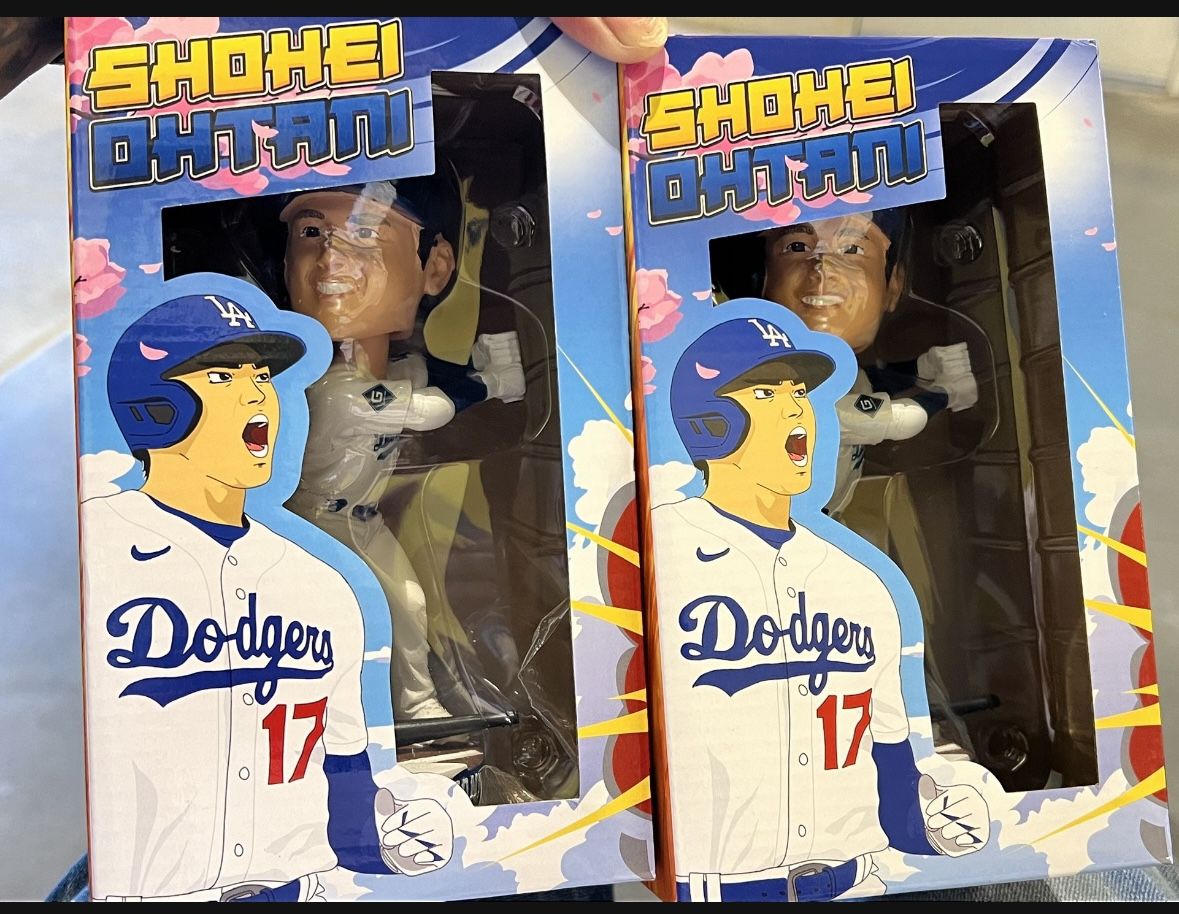 SHOHEI
OHTANI
LA
G
Dodgers
17
SHOHEI
OHTANI
LA
G
Dodgers
17